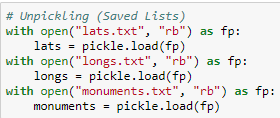 # Unpickling (Saved Lists)
with open("lats.txt", "rb") as fp:
    lats = pickle.load(fp)
with open("longs.txt", "rb") as fp:
    longs = pickle.load(fp)
with open("monuments.txt", "rb") as fp:
    monuments = pickle.load(fp)